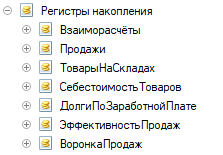 Регистры накопления
Взаиморасчёты
Продажи
ТоварыНаСкладах
СебестоимостьТоваров
ДолгиПоЗаработнойПлате
ЭффективностьПродаж
ВоронкаПродаж